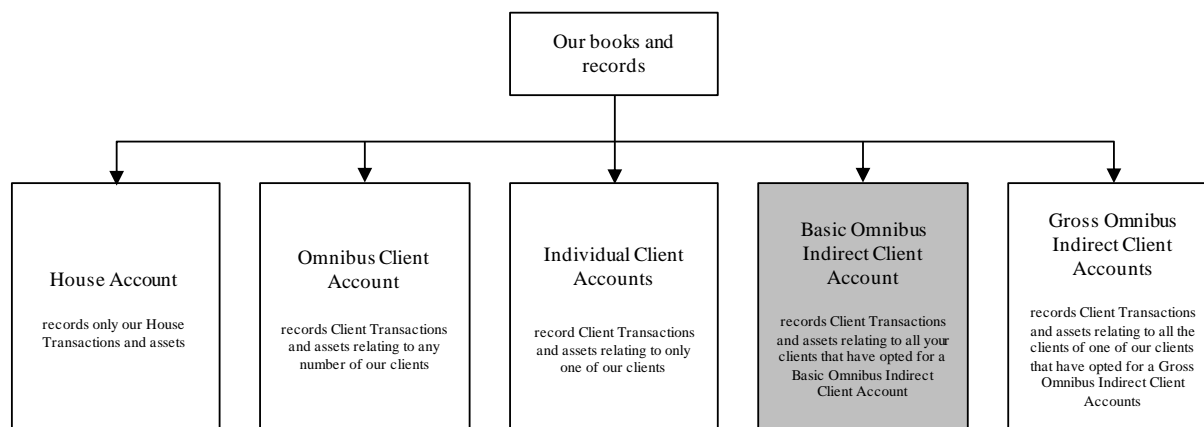 Our books and
records
House Account
records only our House
Transactions and assets
Omnibus Client
Account
records Client Transactions
and assets relating to any
number of our clients
Individual Client
Accounts
record Client Transactions
and assets relating to only
one of our clients
Basic Omnibus
Indirect Client
Account
records Client Transactions
and assets relating to all your
clients that have opted for a
Basic Omnibus Indirect
Client Account
Gross Omnibus
Indirect Client
Accounts
records Client Transactions
and assets relating to all the
clients of one of our clients
that have opted for a Gross
Omnibus Indirect Client
Accounts